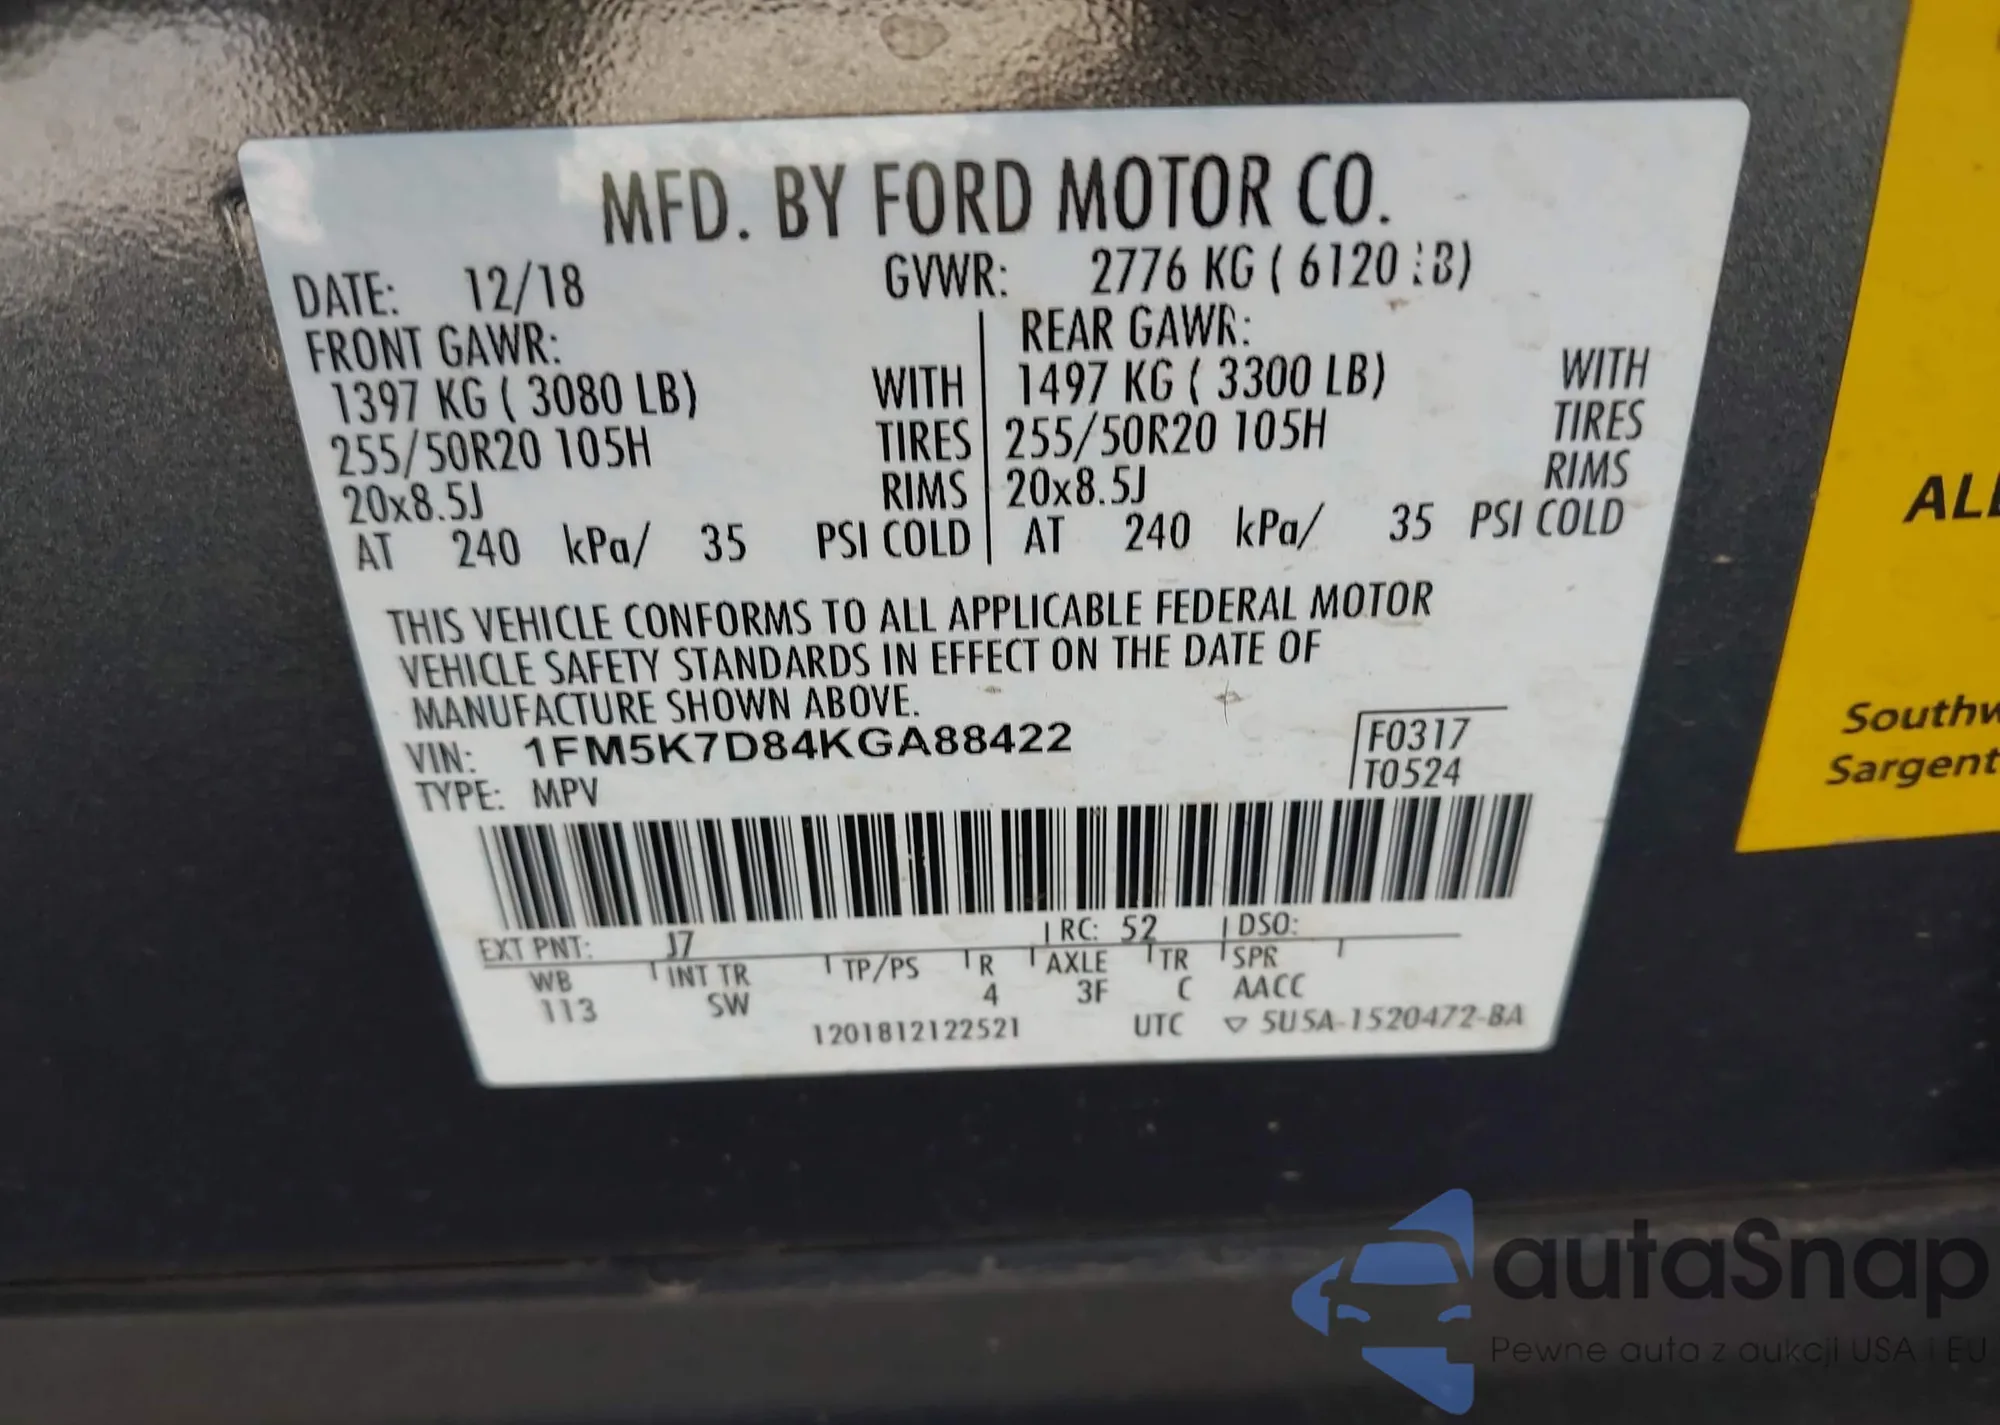 MFD. BY FORD MOTOR CO.
DATE: 12/18 GVWR: 2776 KG ( 6120 LB)
FRONT GAWR: REAR GAWR:
1397 KG ( 3080 LB) WITH 1497 KG ( 3300 LB) WITH
255/50R20 105H TIRES 255/50R20 105H TIRES
20x8.5J RIMS 20x8.5J RIMS
AT 240 kPa/ 35 PSI COLD AT 240 kPa/ 35 PSI COLD
THIS VEHICLE CONFORMS TO ALL APPLICABLE FEDERAL MOTOR
VEHICLE SAFETY STANDARDS IN EFFECT ON THE DATE OF
MANUFACTURE SHOWN ABOVE.
VIN: 1FM5K7D84KGA88422 F0317
TYPE: MPV T0524
EXT PNT: J7 RC: 52 DSO:
WB INT TR TP/PS R AXLE TR SPR
113 SW 4 3F C AACC
1201812122521 UTC ▽ 5U5A-1520472-BA
Sargent
autaSnap
Pewne auta z aukcji USA i EU